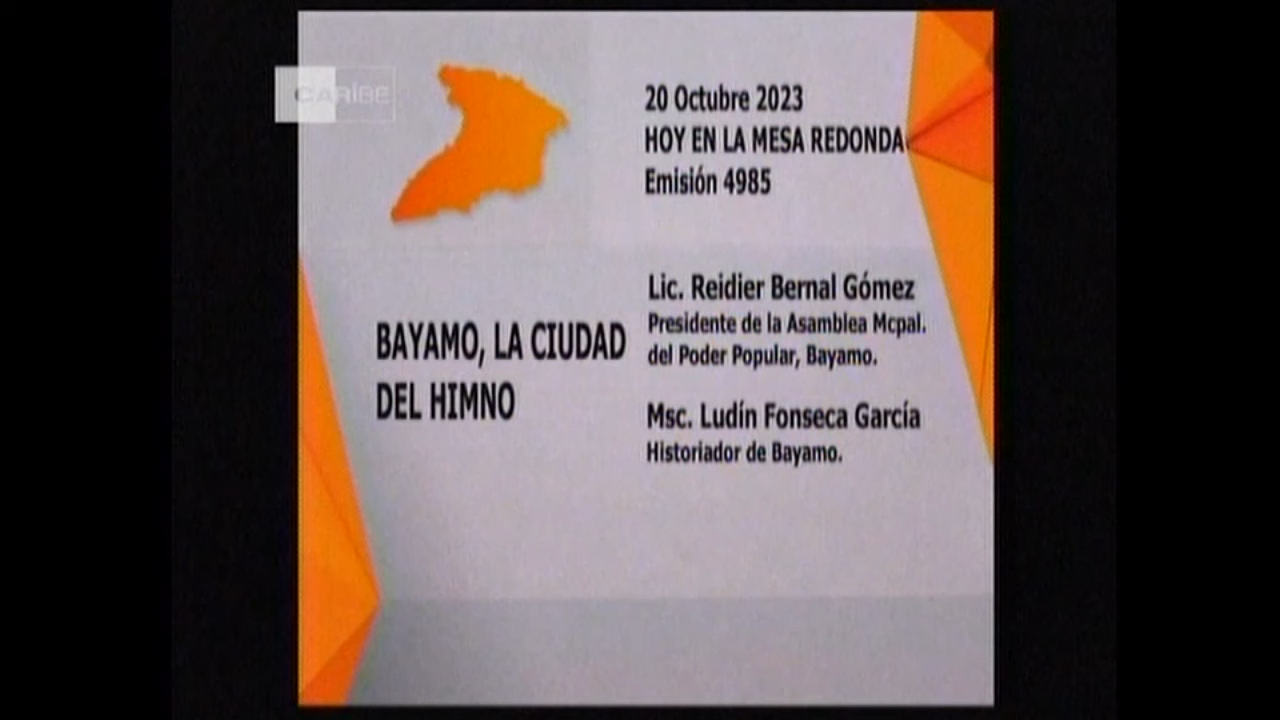 CARIBE
20 Octubre 2023
HOY EN LA MESA REDONDA
Emisión 4985
BAYAMO, LA CIUDAD
DEL HIMNO
Lic. Reidier Bernal Gómez
Presidente de la Asamblea Mcpal.
del Poder Popular, Bayamo.
Msc. Ludín Fonseca García
Historiador de Bayamo.